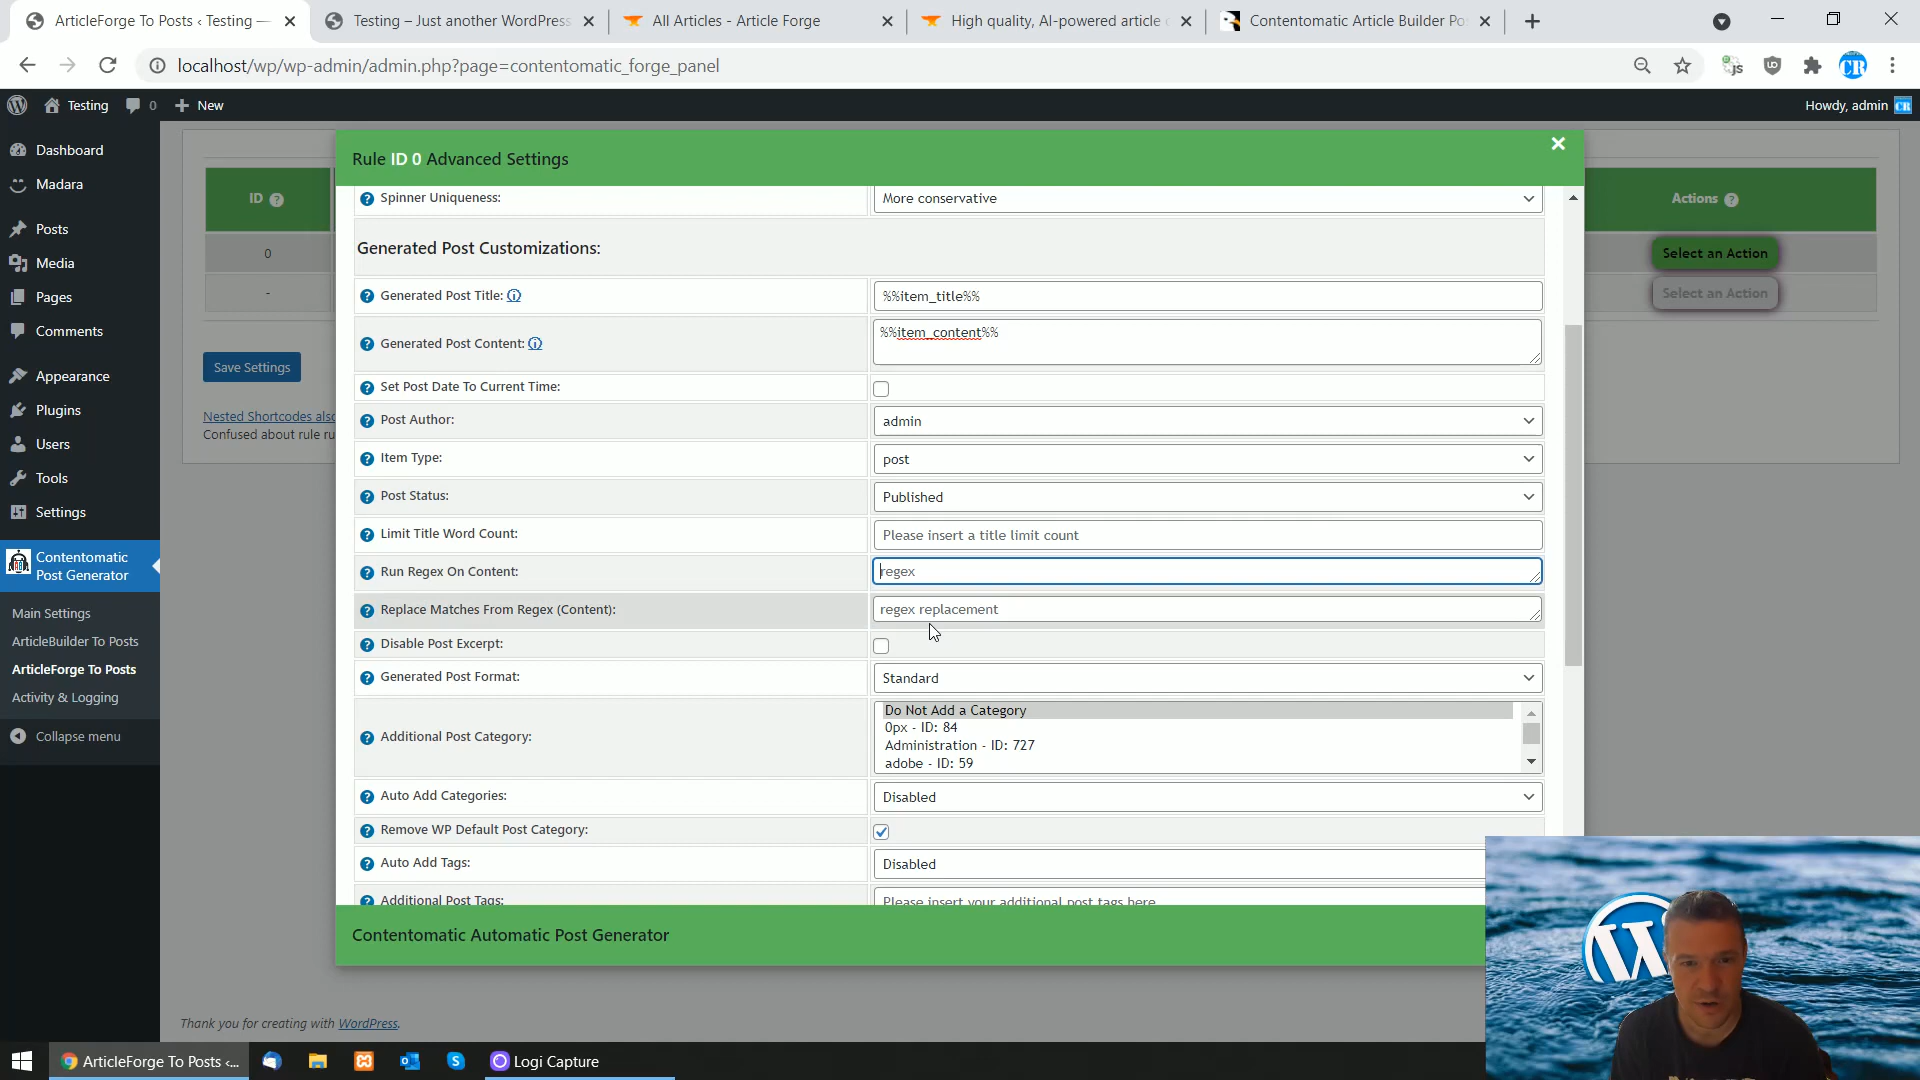 ArticleForge To Posts ‹ Testing —
Testing – Just another WordPress
All Articles - Article Forge
High quality, AI-powered article
Contentomatic Article Builder Po
localhost/wp/wp-admin/admin.php?page=contentomatic_forge_panel
Testing
0
New
Howdy, admin
Dashboard
Madara
Posts
Media
Pages
Comments
Appearance
Plugins
Users
Tools
Settings
Contentomatic
Post Generator
Main Settings
ArticleBuilder To Posts
ArticleForge To Posts
Activity & Logging
Collapse menu
ID
0
-
Save Settings
Nested Shortcodes also
Confused about rule ru
Actions
Select an Action
Select an Action
Rule ID 0 Advanced Settings
Spinner Uniqueness:
More conservative
Generated Post Customizations:
Generated Post Title:
%%item_title%%
Generated Post Content:
%%item_content%%
Set Post Date To Current Time:
Post Author:
admin
Item Type:
post
Post Status:
Published
Limit Title Word Count:
Please insert a title limit count
Run Regex On Content:
regex
Replace Matches From Regex (Content):
regex replacement
Disable Post Excerpt:
Generated Post Format:
Standard
Additional Post Category:
Do Not Add a Category
0px - ID: 84
Administration - ID: 727
adobe - ID: 59
Auto Add Categories:
Disabled
Remove WP Default Post Category:
Auto Add Tags:
Disabled
Additional Post Tags:
Please insert your additional post tags here
Contentomatic Automatic Post Generator
Thank you for creating with WordPress.
ArticleForge To Posts ‹...
Logi Capture